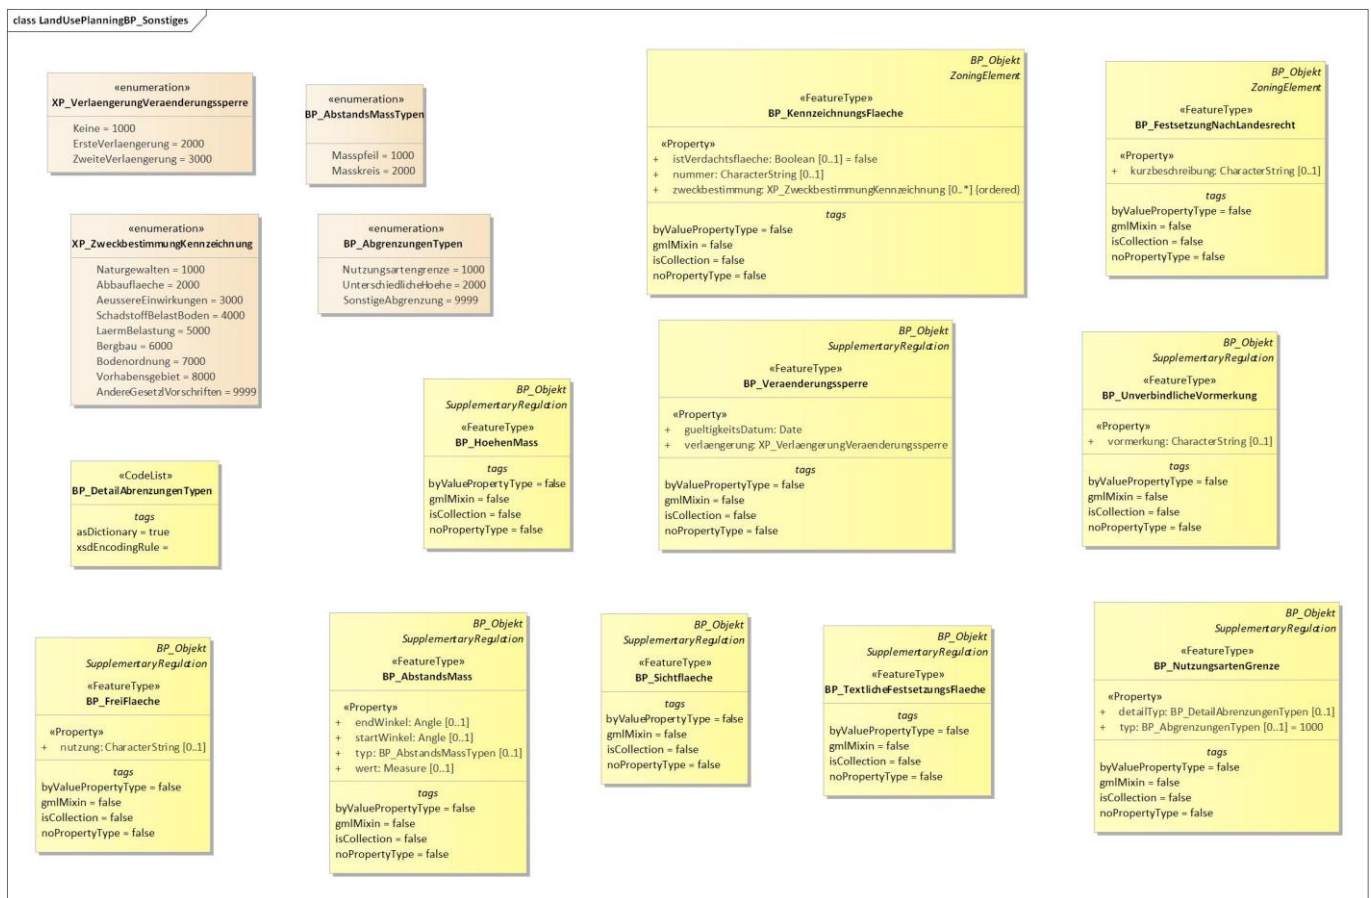 class LandUsePlanningBP_Sonstiges
«enumeration»
XP_VerlaengerungVeraenderungssperre
Keine = 1000
ErsteVerlaengerung = 2000
ZweiteVerlaengerung = 3000
«enumeration»
BP_AbstandsMassTypen
Masspfeil = 1000
Masskreis = 2000
BP_Objekt
ZoningElement
«FeatureType»
BP_KennzeichnungsFlaeche
«Property»
+ istVerdachtsflaeche: Boolean [0..1] = false
+ nummer: CharacterString [0..1]
+ zweckbestimmung: XP_ZweckbestimmungKennzeichnung [0..*] {ordered}
tags
byValuePropertyType = false
gmlMixin = false
isCollection = false
noPropertyType = false
BP_Objekt
ZoningElement
«FeatureType»
BP_FestsetzungNachLandesrecht
«Property»
+ kurzbeschreibung: CharacterString [0..1]
tags
byValuePropertyType = false
gmlMixin = false
isCollection = false
noPropertyType = false
«enumeration»
XP_ZweckbestimmungKennzeichnung
Naturgewalten = 1000
Abbauflaeche = 2000
AeussereEinwirkungen = 3000
SchadstoffBelastBoden = 4000
LaermBelastung = 5000
Bergbau = 6000
Bodenordnung = 7000
Vorhabensgebiet = 8000
AndereGesetzlVorschriften = 9999
«enumeration»
BP_AbgrenzungenTypen
Nutzungsartengrenze = 1000
UnterschiedlicheHoehe = 2000
SonstigeAbgrenzung = 9999
BP_Objekt
SupplementaryRegulation
«FeatureType»
BP_HoehenMass
tags
byValuePropertyType = false
gmlMixin = false
isCollection = false
noPropertyType = false
BP_Objekt
SupplementaryRegulation
«FeatureType»
BP_Veraenderungssperre
«Property»
+ gueltigkeitsDatum: Date
+ verlaengerung: XP_VerlaengerungVeraenderungssperre
tags
byValuePropertyType = false
gmlMixin = false
isCollection = false
noPropertyType = false
BP_Objekt
SupplementaryRegulation
«FeatureType»
BP_UnverbindlicheVormerkung
«Property»
+ vormerkung: CharacterString [0..1]
tags
byValuePropertyType = false
gmlMixin = false
isCollection = false
noPropertyType = false
«CodeList»
BP_DetailAbrenzungenTypen
tags
asDictionary = true
xsdEncodingRule =
BP_Objekt
SupplementaryRegulation
«FeatureType»
BP_FreiFlaeche
«Property»
+ nutzung: CharacterString [0..1]
tags
byValuePropertyType = false
gmlMixin = false
isCollection = false
noPropertyType = false
BP_Objekt
SupplementaryRegulation
«FeatureType»
BP_AbstandsMass
«Property»
+ endWinkel: Angle [0..1]
+ startWinkel: Angle [0..1]
+ typ: BP_AbstandsMassTypen [0..1]
+ wert: Measure [0..1]
tags
byValuePropertyType = false
gmlMixin = false
isCollection = false
noPropertyType = false
BP_Objekt
SupplementaryRegulation
«FeatureType»
BP_Sichtflaeche
tags
byValuePropertyType = false
gmlMixin = false
isCollection = false
noPropertyType = false
BP_Objekt
SupplementaryRegulation
«FeatureType»
BP_TextlicheFestsetzungsFlaeche
tags
byValuePropertyType = false
gmlMixin = false
isCollection = false
noPropertyType = false
BP_Objekt
SupplementaryRegulation
«FeatureType»
BP_NutzungsartenGrenze
«Property»
+ detailTyp: BP_DetailAbrenzungenTypen [0..1]
+ typ: BP_AbgrenzungenTypen [0..1] = 1000
tags
byValuePropertyType = false
gmlMixin = false
isCollection = false
noPropertyType = false